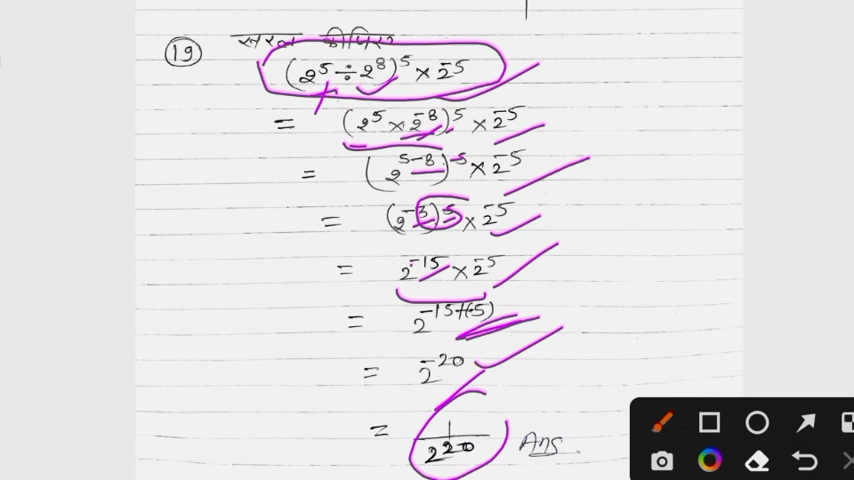 19 सरल कीजिए
(2⁵ ÷ 2⁸)⁵ × 2⁻⁵
= (2⁵ × 2⁻⁸)⁵ × 2⁻⁵
= (2⁵⁻⁸)⁵ × 2⁻⁵
= (2⁻³)⁵ × 2⁻⁵
= 2⁻¹⁵ × 2⁻⁵
= 2⁻¹⁵⁺⁽⁻⁵⁾
= 2⁻²⁰
= 1/2²⁰ Ans